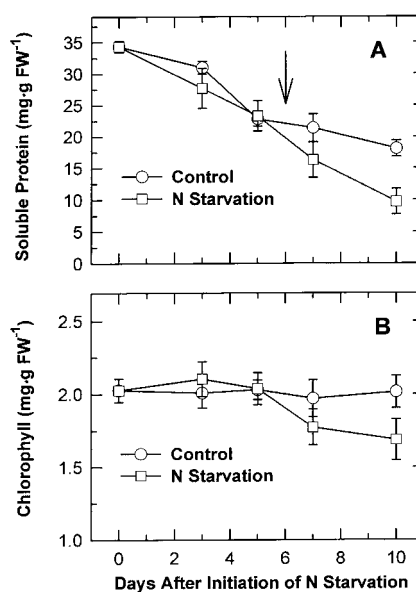 Soluble Protein (mg·g FW⁻¹)
35
30
25
20
15
10
5
0
A
Control
N Starvation
Chlorophyll (mg·g FW⁻¹)
2.5
2.0
1.5
1.0
B
Control
N Starvation
0 2 4 6 8 10
Days After Initiation of N Starvation